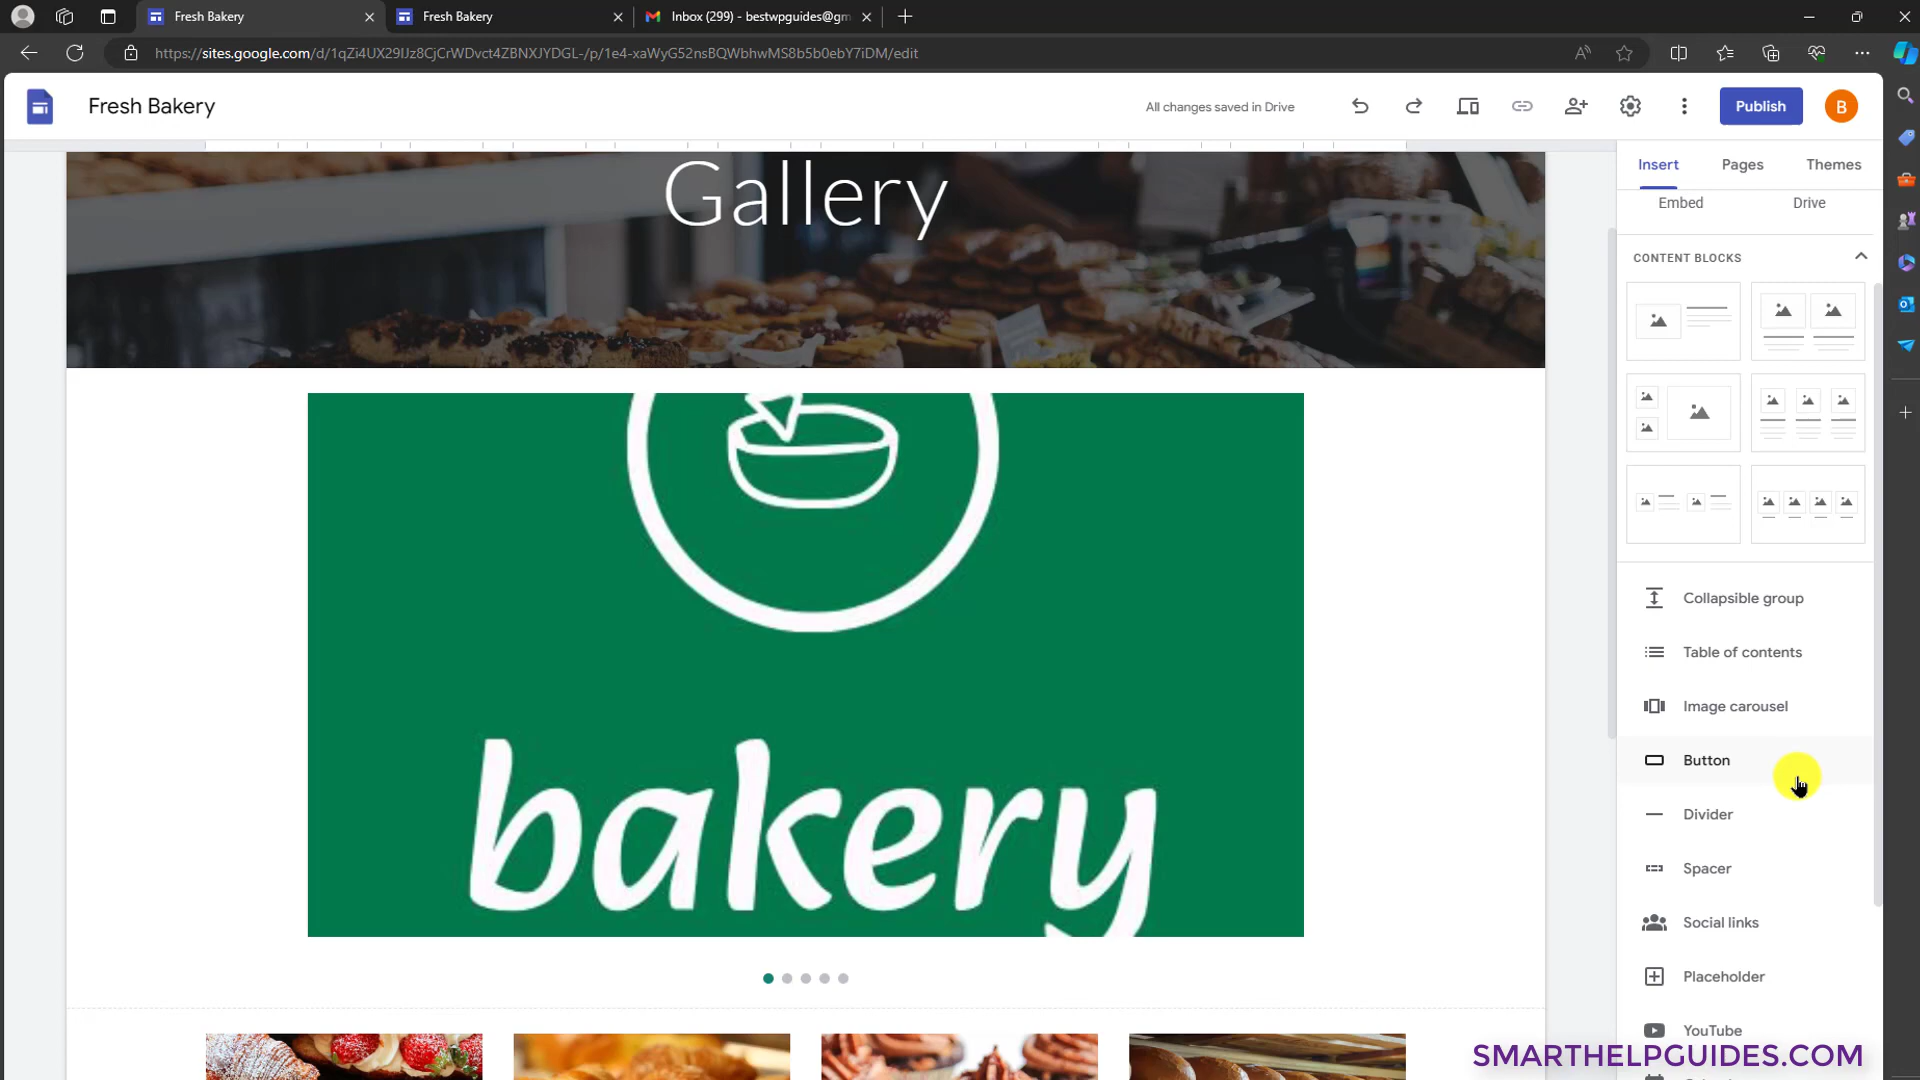 Fresh Bakery
Fresh Bakery
Inbox (299) - bestwpguides@gm
https://sites.google.com/d/1qZi4UX29IJz8CjCrWDvct4ZBNXJYDGL-/p/1e4-xaWyG52nsBQWbhwMS8b5b0ebY7iDM/edit
Fresh Bakery
All changes saved in Drive
Publish
B
Insert
Pages
Themes
Embed
Drive
CONTENT BLOCKS
Gallery
bakery
Collapsible group
Table of contents
Image carousel
Button
Divider
Spacer
Social links
Placeholder
YouTube
SMARTHELPGUIDES.COM